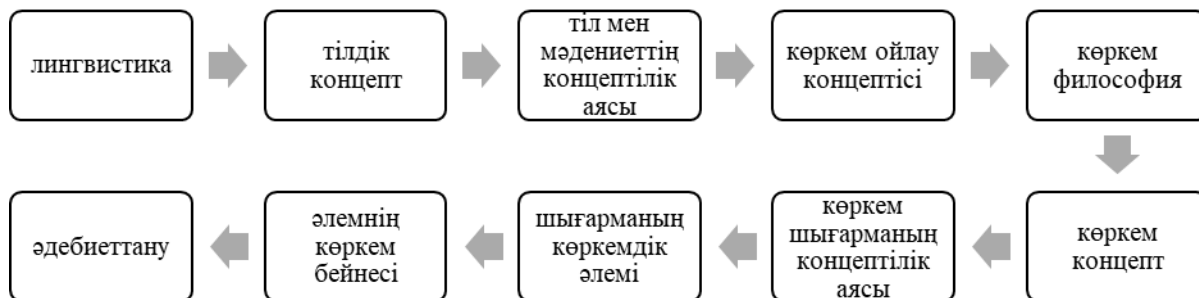 лингвистика
тілдік
концепт
тіл мен
мәдениеттің
концептілік
аясы
көркем ойлау
концептісі
көркем
философия
көркем
концепт
көркем
шығарманың
концептілік
аясы
шығарманың
көркемдік
әлемі
әлемнің
көркем
бейнесі
әдебиеттану